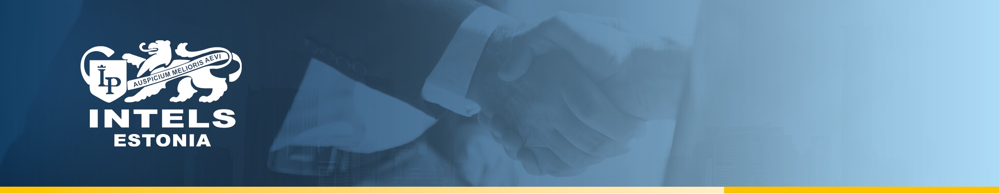 LP
AUSPICIUM MELIORIS AEVI
INTELS
ESTONIA